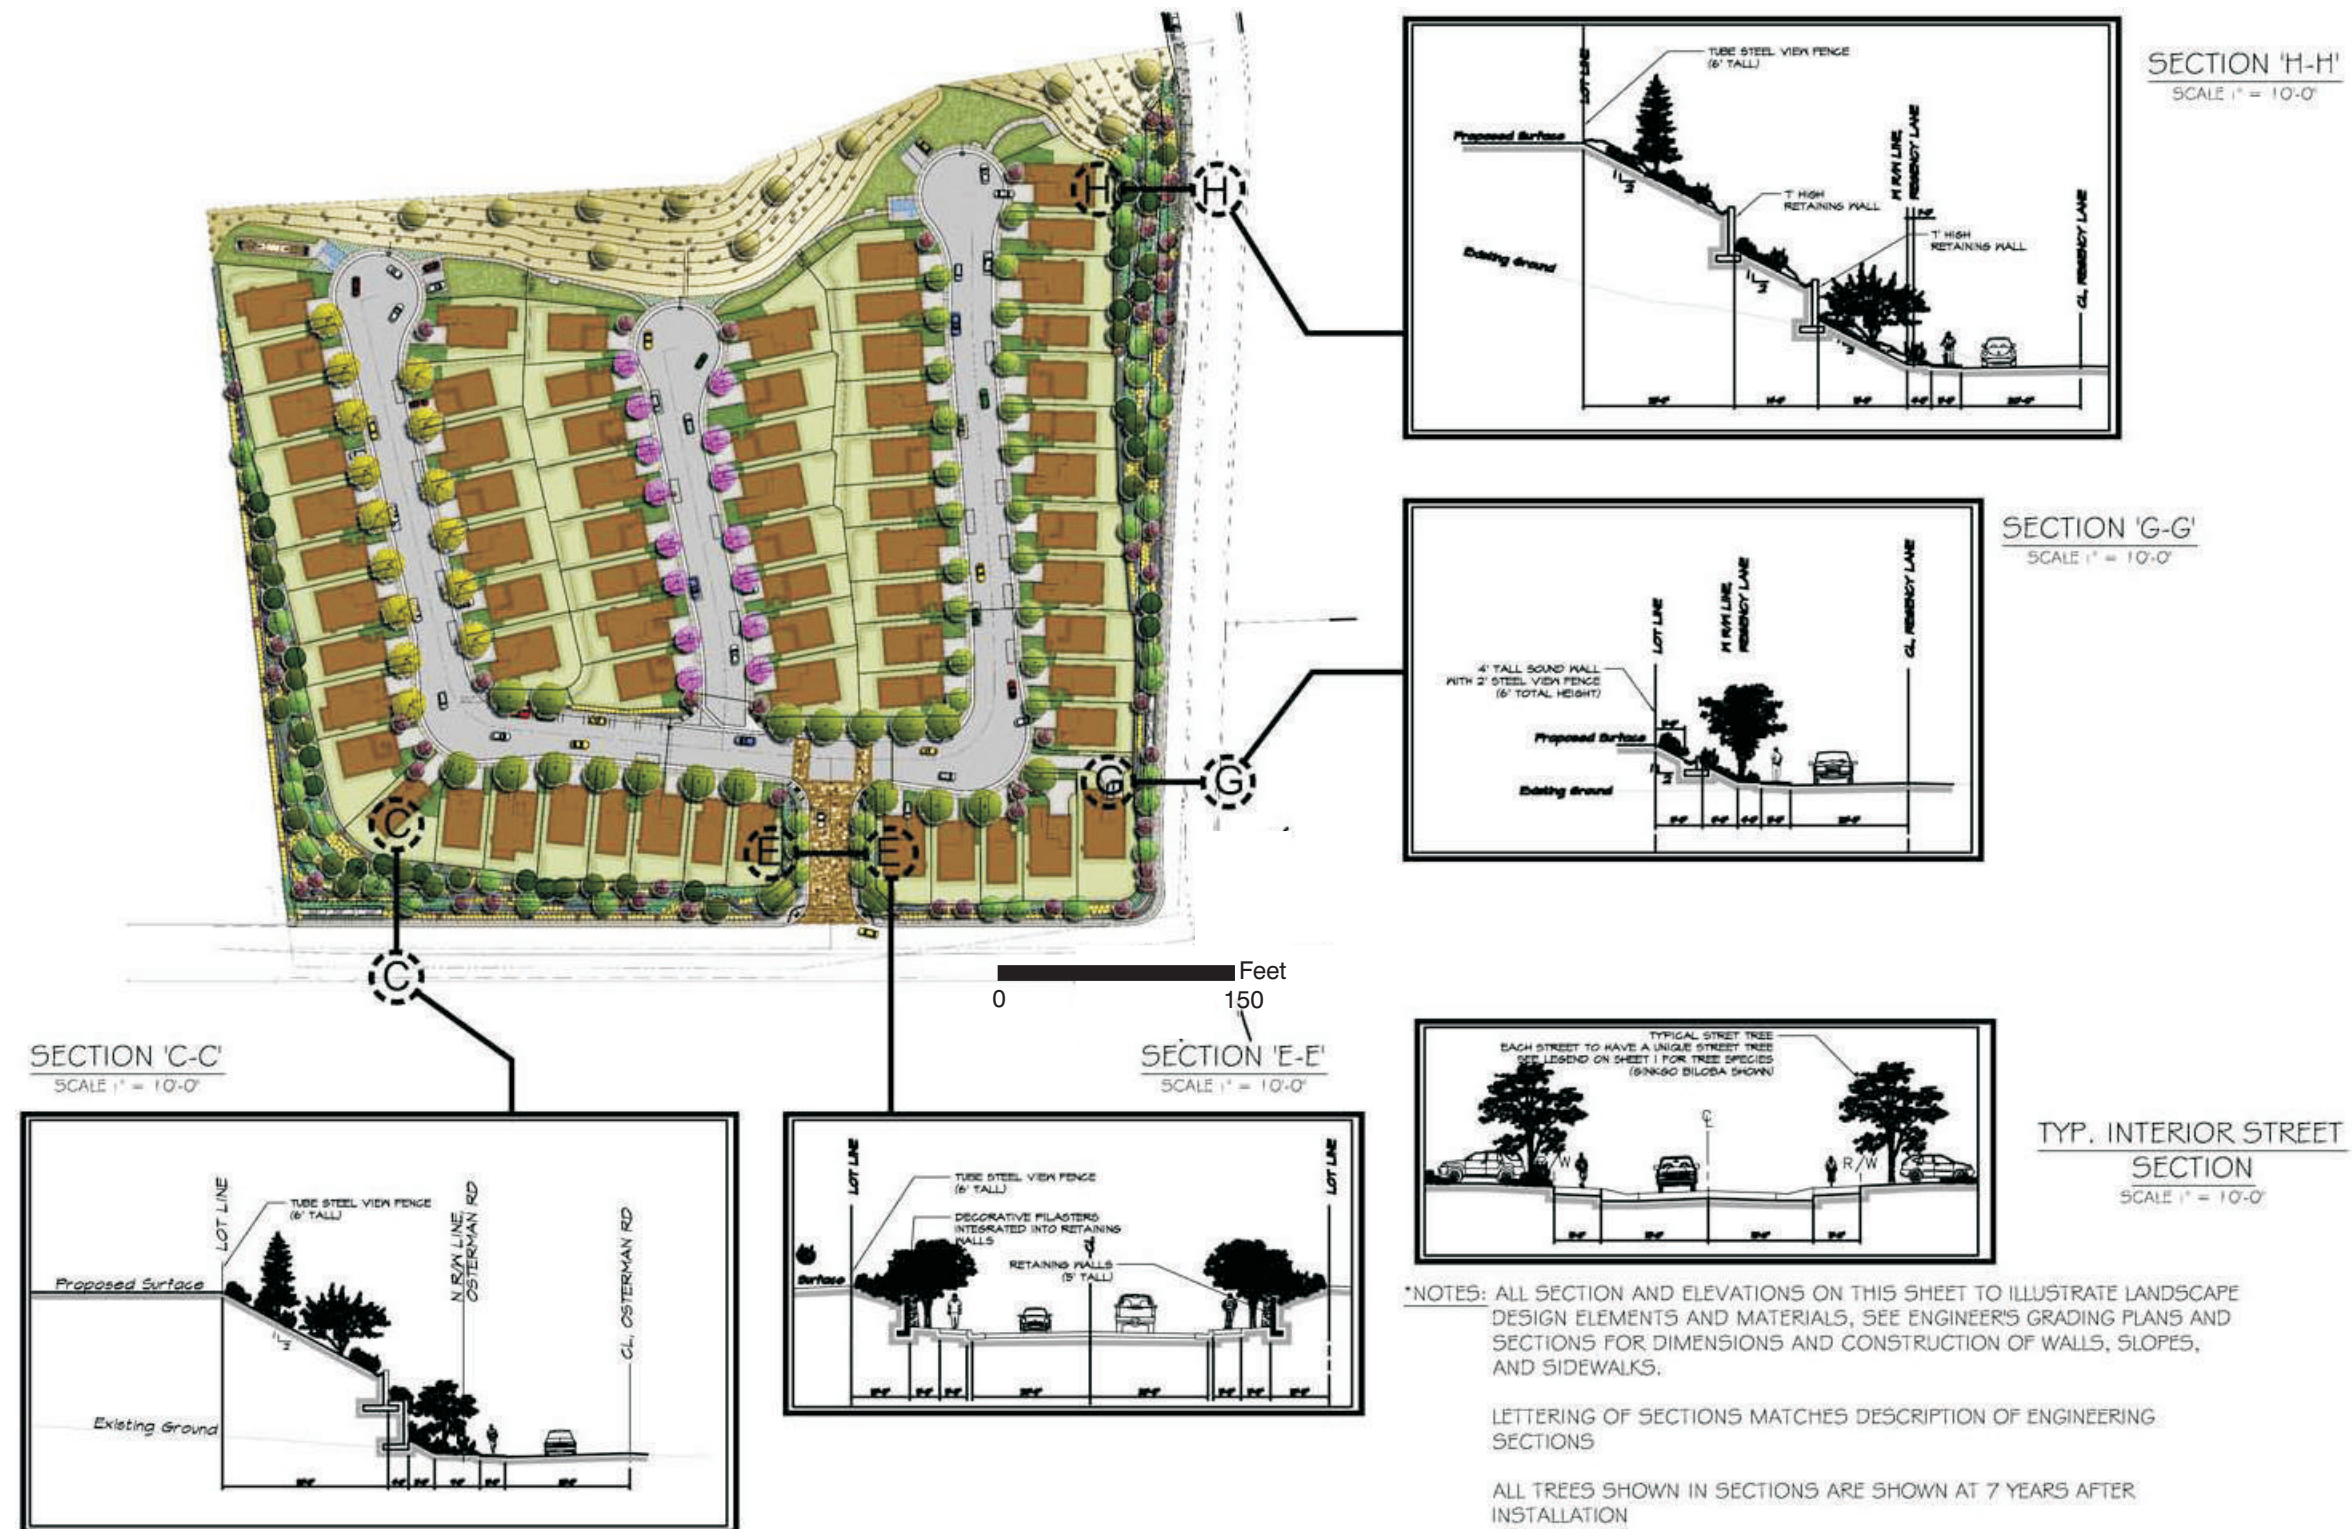 SECTION 'H-H'
SCALE 1" = 10'-0"
TUBE STEEL VIEW FENCE
(6' TALL)
LOT LINE
Proposed Surface
7' HIGH
RETAINING WALL
7' HIGH
RETAINING WALL
REGENCY LANE
CL, REGENCY LANE
Existing Ground
1
2
1
2
1
2
H
H
SECTION 'G-G'
SCALE 1" = 10'-0"
LOT LINE
REGENCY LANE
CL, REGENCY LANE
4' TALL SOUND WALL
WITH 2' STEEL VIEW FENCE
(6' TOTAL HEIGHT)
Proposed Surface
Existing Ground
G
G
C
C
E
E
Feet
0
150
SECTION 'C-C'
SCALE 1" = 10'-0"
LOT LINE
TUBE STEEL VIEW FENCE
(6' TALL)
N R/W LINE,
OSTERMAN RD
CL, OSTERMAN RD
Proposed Surface
1
2
Existing Ground
SECTION 'E-E'
SCALE 1" = 10'-0"
LOT LINE
LOT LINE
TUBE STEEL VIEW FENCE
(6' TALL)
DECORATIVE PILASTERS
INTEGRATED INTO RETAINING
WALLS
CL
RETAINING WALLS
(5' TALL)
Surface
TYPICAL STRET TREE
EACH STREET TO HAVE A UNIQUE STREET TREE
SEE LEGEND ON SHEET 1 FOR TREE SPECIES
(GINKGO BILOBA SHOWN)
R/W
TYP. INTERIOR STREET
SECTION
SCALE 1" = 10'-0"
*NOTES: ALL SECTION AND ELEVATIONS ON THIS SHEET TO ILLUSTRATE LANDSCAPE
DESIGN ELEMENTS AND MATERIALS, SEE ENGINEER'S GRADING PLANS AND
SECTIONS FOR DIMENSIONS AND CONSTRUCTION OF WALLS, SLOPES,
AND SIDEWALKS.
LETTERING OF SECTIONS MATCHES DESCRIPTION OF ENGINEERING
SECTIONS
ALL TREES SHOWN IN SECTIONS ARE SHOWN AT 7 YEARS AFTER
INSTALLATION